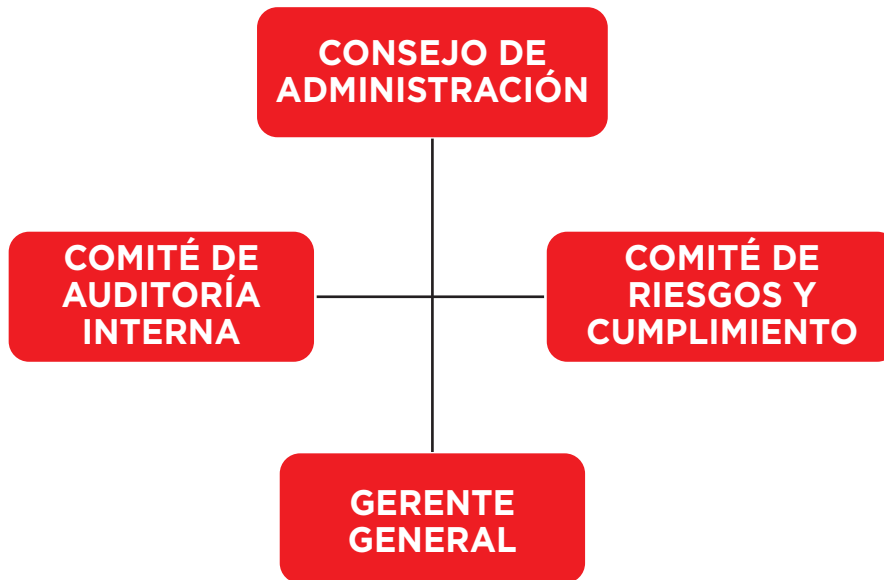 CONSEJO DE
ADMINISTRACIÓN
COMITÉ DE
AUDITORÍA
INTERNA
COMITÉ DE
RIESGOS Y
CUMPLIMIENTO
GERENTE
GENERAL